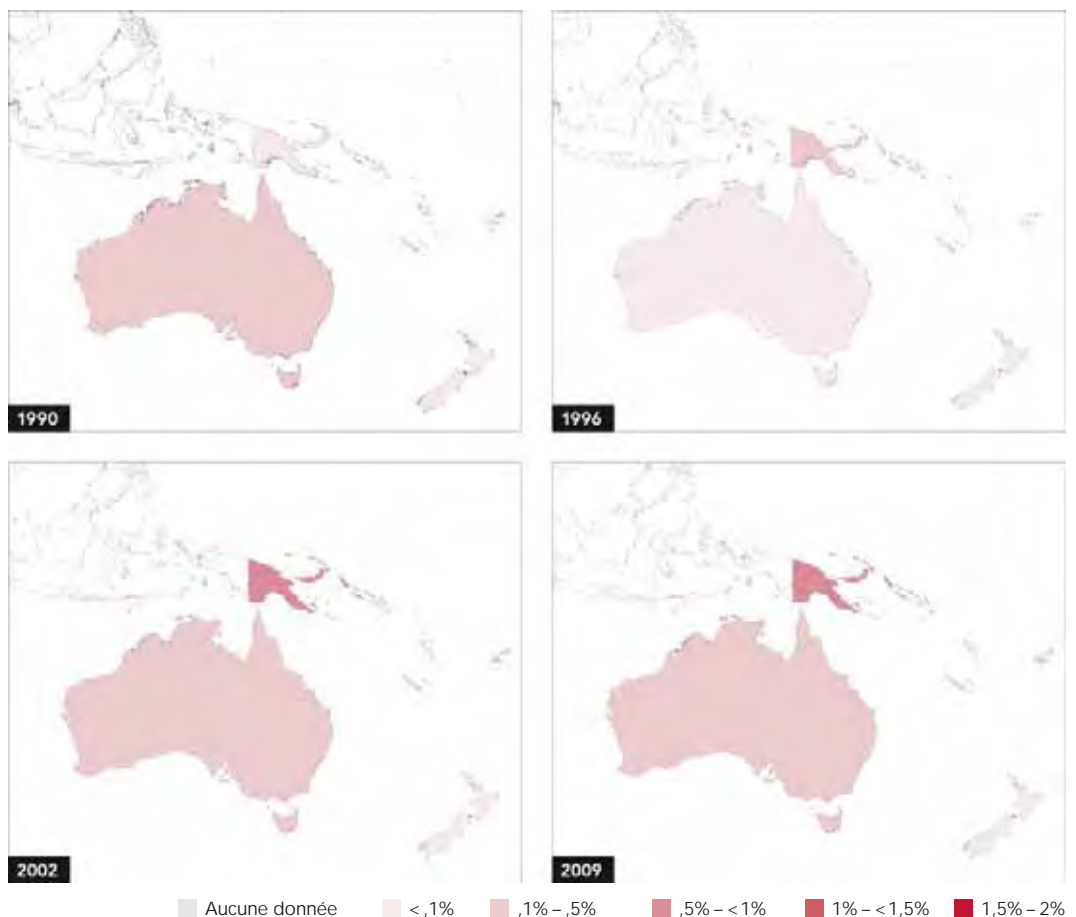 1990
1996
2002
2009
Aucune donnée < ,1% ,1% – ,5% ,5% – <1% 1% – <1,5% 1,5% – 2%